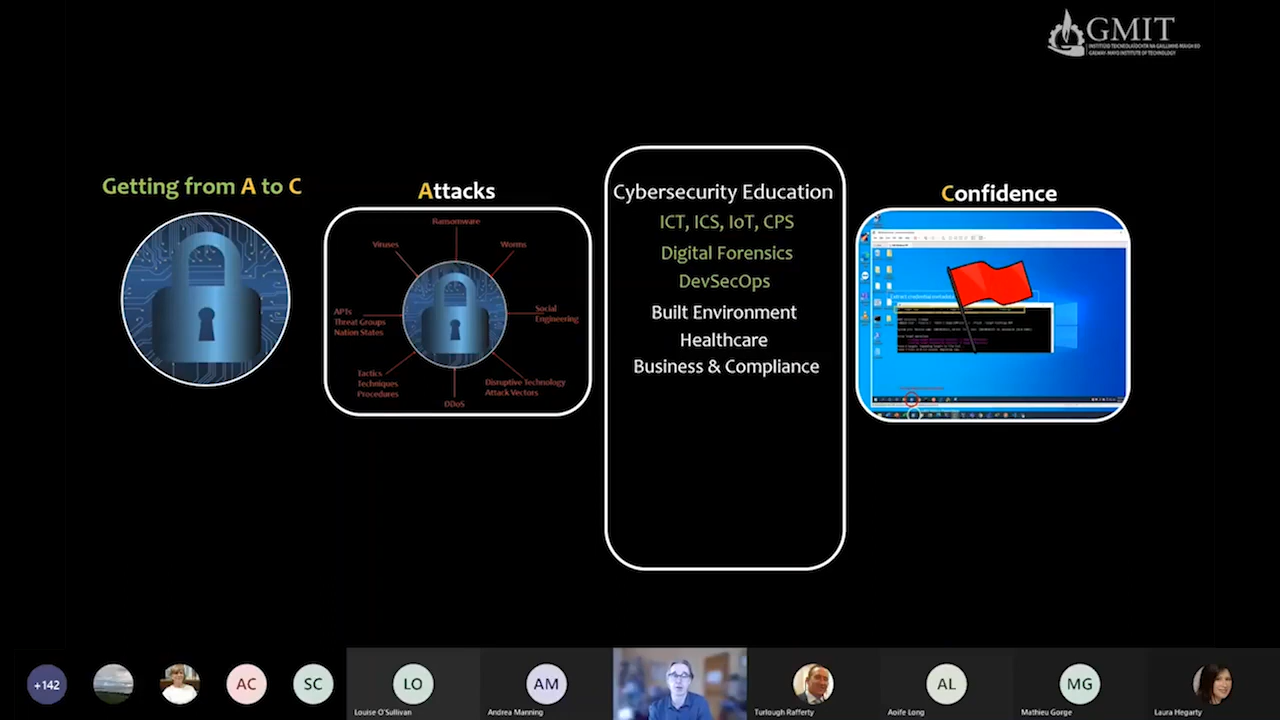 GMIT
INSTITIÚID TEICNEOLAÍOCHTA NA GAILLIMHE-MAIGH EO
GALWAY-MAYO INSTITUTE OF TECHNOLOGY
Getting from A to C
Attacks
Ransomware
Viruses
Worms
APTs
Threat Groups
Nation States
Social
Engineering
Tactics
Techniques
Procedures
Disruptive Technology
Attack Vectors
DDoS
Cybersecurity Education
ICT, ICS, IoT, CPS
Digital Forensics
DevSecOps
Built Environment
Healthcare
Business & Compliance
Confidence
+142
AC
SC
LO
Louise O'Sullivan
AM
Andrea Manning
Turlough Rafferty
AL
Aoife Long
MG
Mathieu Gorge
Laura Hegarty